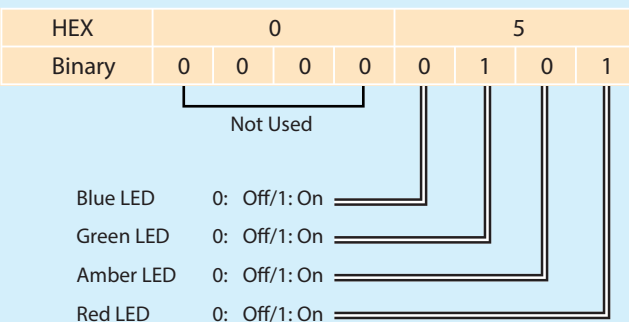 HEX 0 5
Binary 0 0 0 0 0 1 0 1
Not Used
Blue LED 0: Off/1: On
Green LED 0: Off/1: On
Amber LED 0: Off/1: On
Red LED 0: Off/1: On